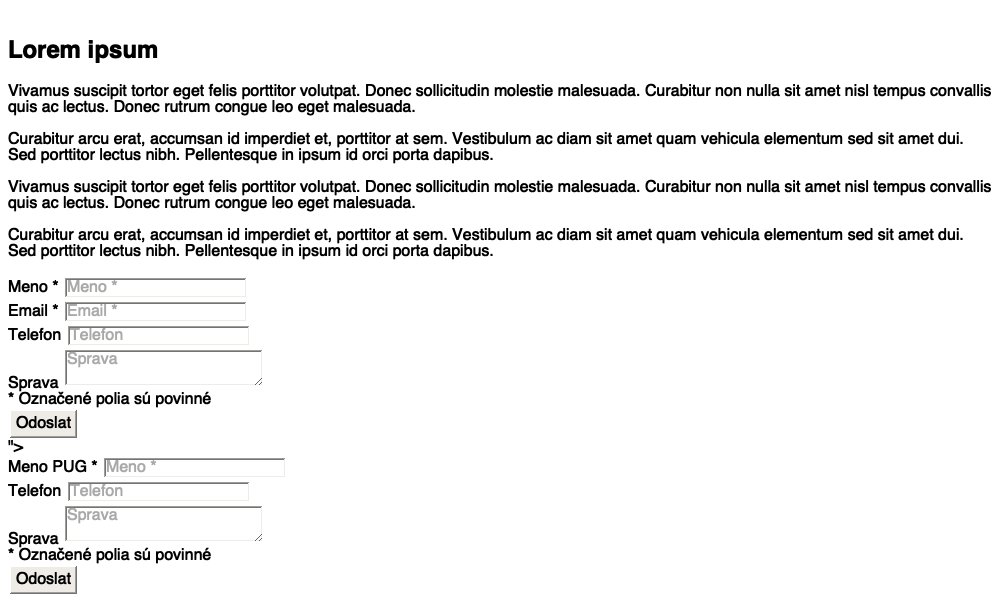 Lorem ipsum
Vivamus suscipit tortor eget felis porttitor volutpat. Donec sollicitudin molestie malesuada. Curabitur non nulla sit amet nisl tempus convallis
quis ac lectus. Donec rutrum congue leo eget malesuada.
Curabitur arcu erat, accumsan id imperdiet et, porttitor at sem. Vestibulum ac diam sit amet quam vehicula elementum sed sit amet dui.
Sed porttitor lectus nibh. Pellentesque in ipsum id orci porta dapibus.
Vivamus suscipit tortor eget felis porttitor volutpat. Donec sollicitudin molestie malesuada. Curabitur non nulla sit amet nisl tempus convallis
quis ac lectus. Donec rutrum congue leo eget malesuada.
Curabitur arcu erat, accumsan id imperdiet et, porttitor at sem. Vestibulum ac diam sit amet quam vehicula elementum sed sit amet dui.
Sed porttitor lectus nibh. Pellentesque in ipsum id orci porta dapibus.
Meno * Meno *
Email * Email *
Telefon Telefon
Sprava
Sprava
* Označené polia sú povinné
Odoslat
">
Meno PUG * Meno *
Telefon Telefon
Sprava
Sprava
* Označené polia sú povinné
Odoslat